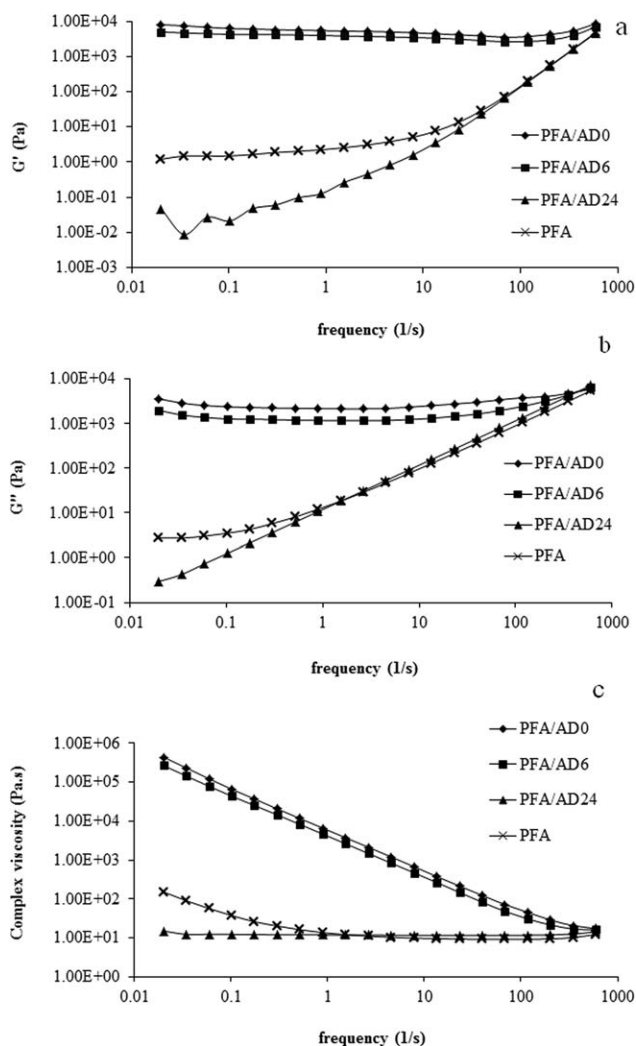 a
1.00E+04
1.00E+03
1.00E+02
1.00E+01
1.00E+00
1.00E-01
1.00E-02
1.00E-03
G' (Pa)
PFA/AD0
PFA/AD6
PFA/AD24
PFA
0.01 0.1 1 10 100 1000
frequency (1/s)
b
1.00E+04
1.00E+03
1.00E+02
1.00E+01
1.00E+00
1.00E-01
G'' (Pa)
PFA/AD0
PFA/AD6
PFA/AD24
PFA
0.01 0.1 1 10 100 1000
frequency (1/s)
c
1.00E+06
1.00E+05
1.00E+04
1.00E+03
1.00E+02
1.00E+01
1.00E+00
Complex viscosity (Pa.s)
PFA/AD0
PFA/AD6
PFA/AD24
PFA
0.01 0.1 1 10 100 1000
frequency (1/s)